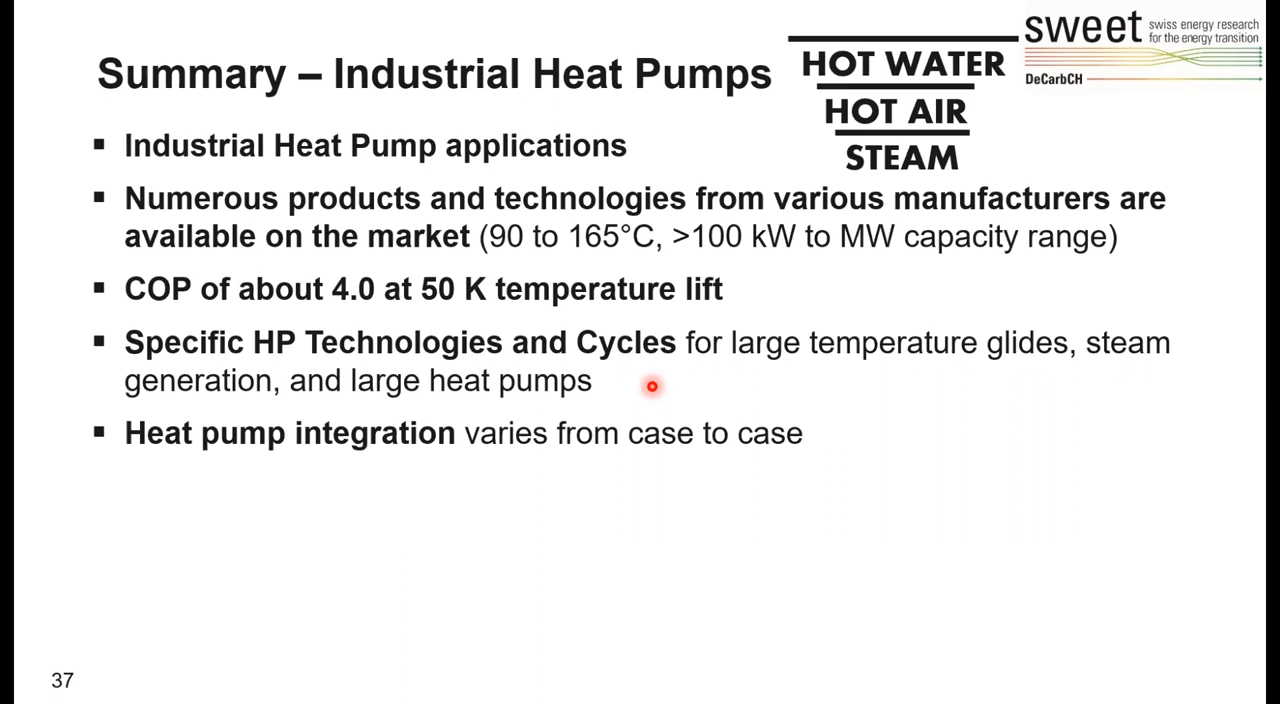 Summary – Industrial Heat Pumps
HOT WATER
HOT AIR
STEAM
sweet
swiss energy research
for the energy transition
DeCarbCH
▪ Industrial Heat Pump applications
▪ Numerous products and technologies from various manufacturers are
available on the market (90 to 165°C, >100 kW to MW capacity range)
▪ COP of about 4.0 at 50 K temperature lift
▪ Specific HP Technologies and Cycles for large temperature glides, steam
generation, and large heat pumps
▪ Heat pump integration varies from case to case
37